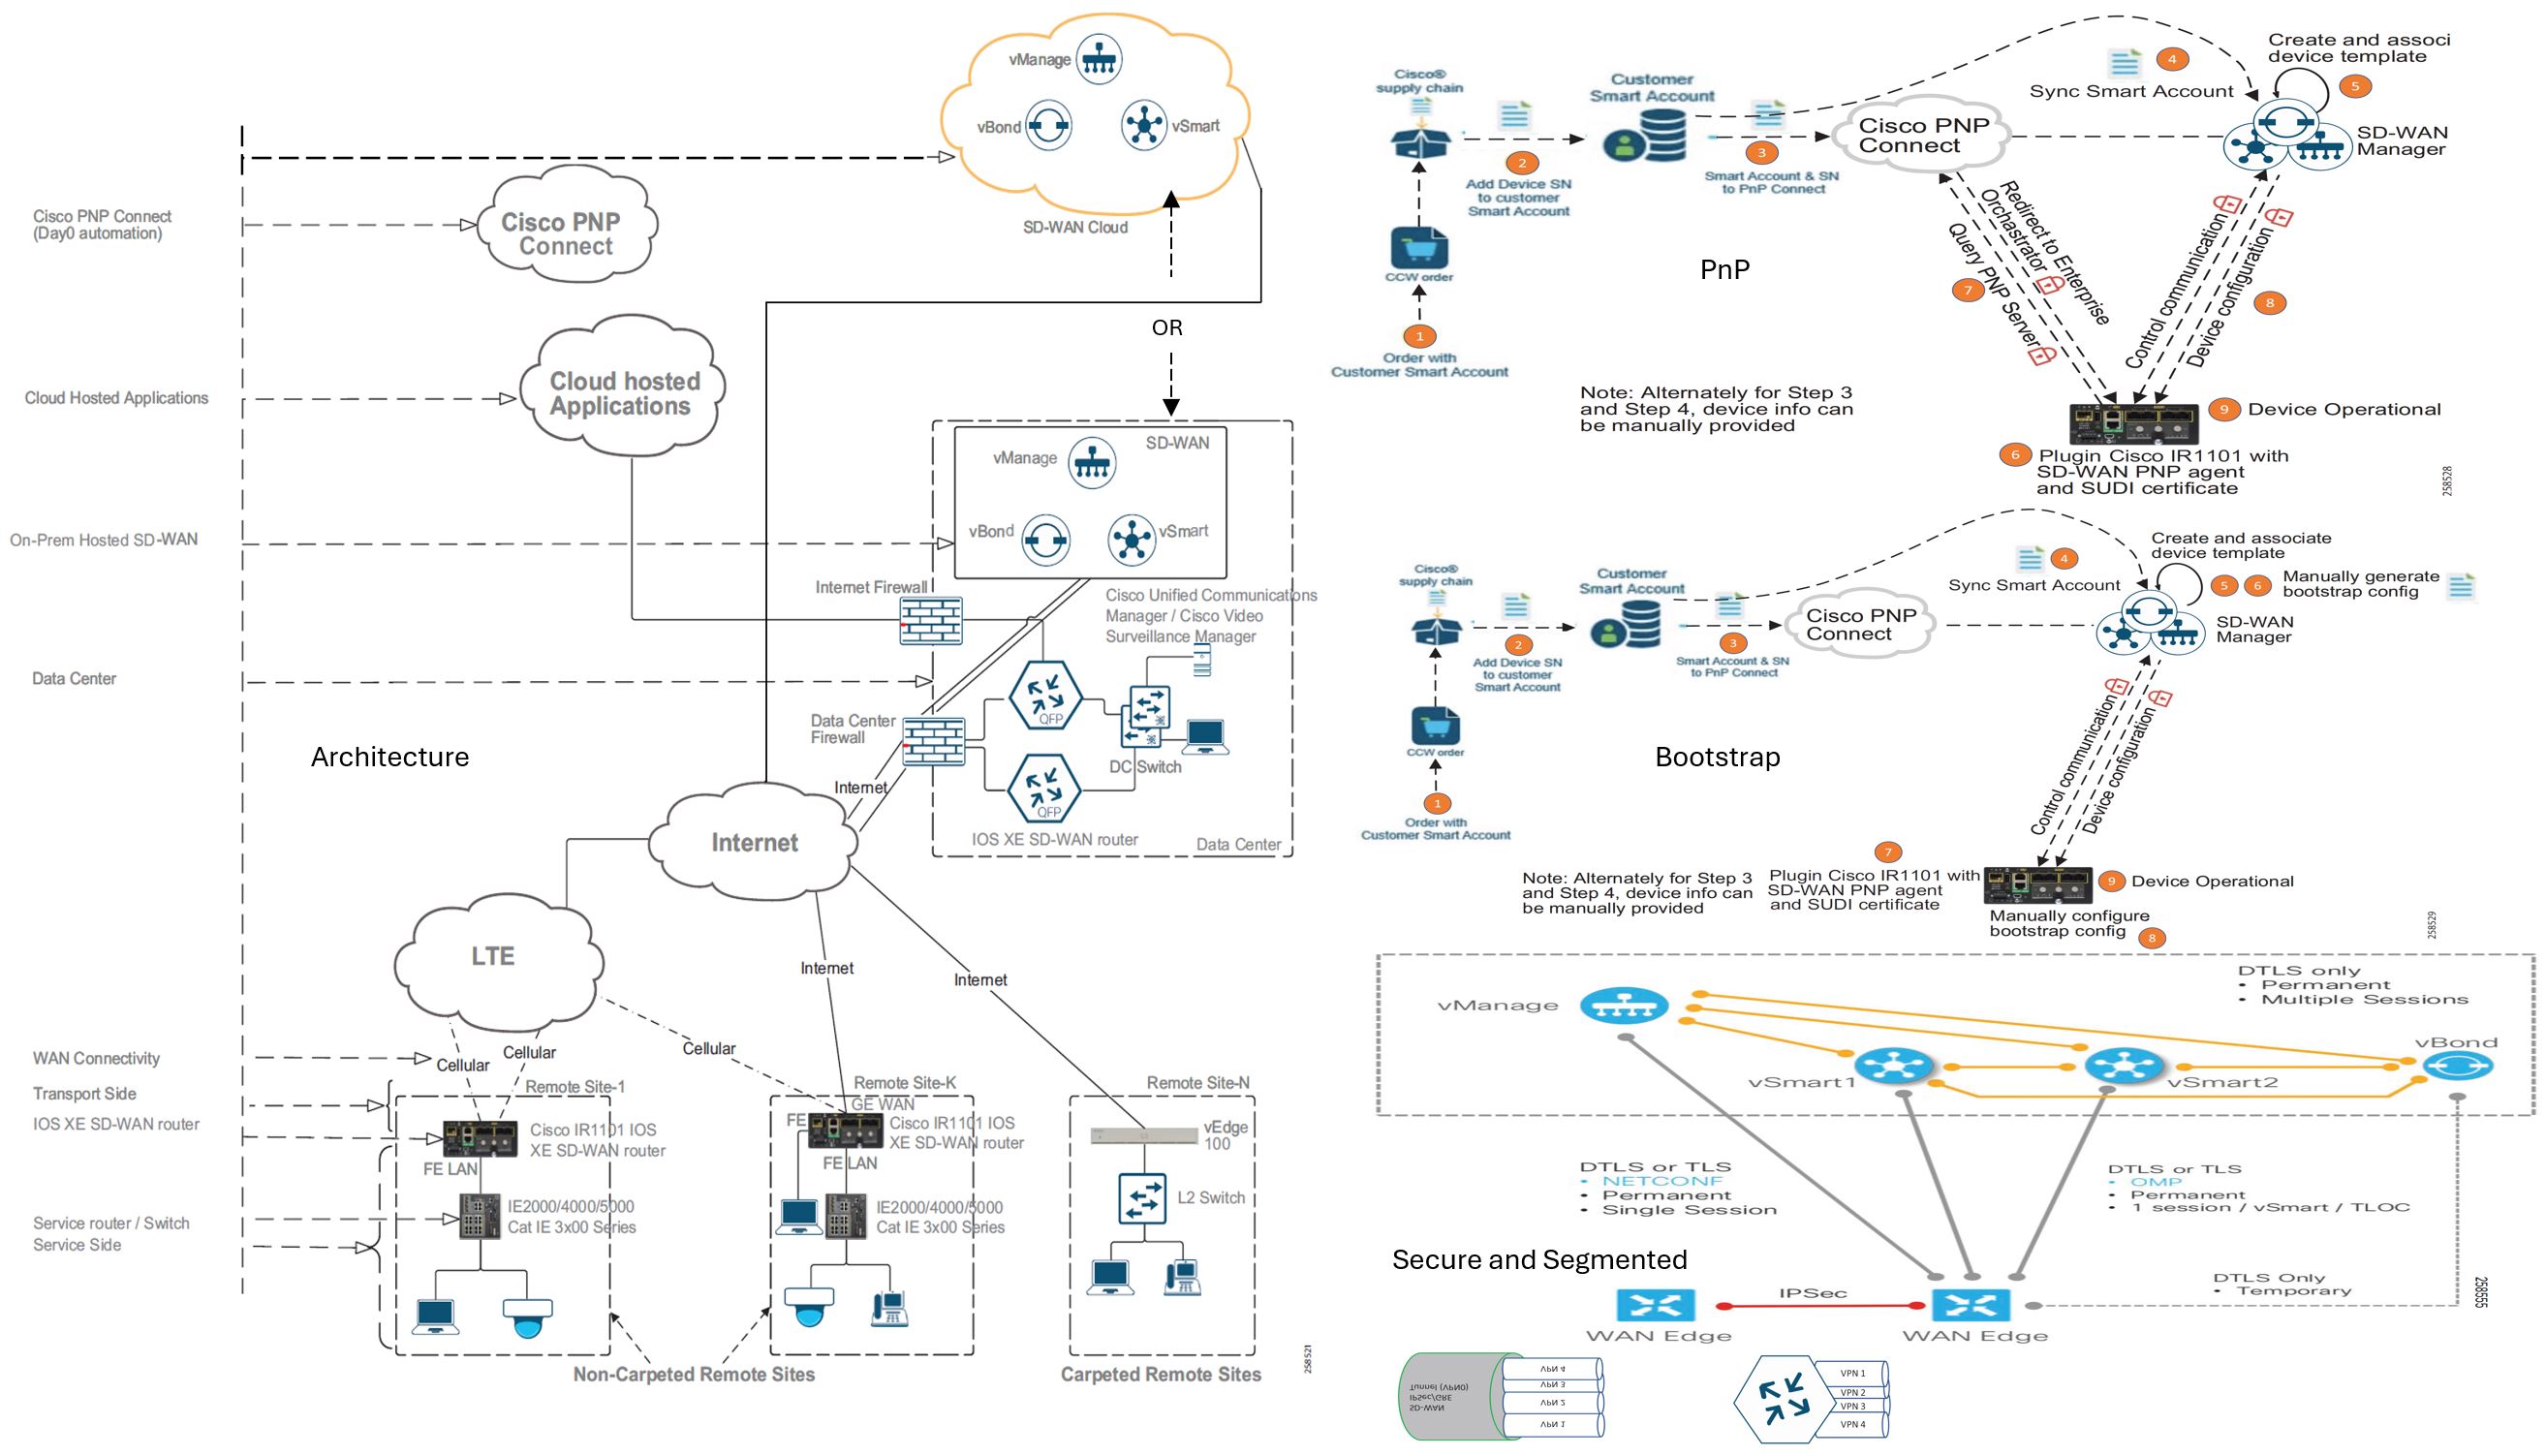 vManage
vBond
vSmart
SD-WAN Cloud
Cisco PNP Connect
(Day0 automation)
Cisco PNP
Connect
OR
Cloud Hosted Applications
Cloud hosted
Applications
SD-WAN
vManage
vBond
vSmart
On-Prem Hosted SD-WAN
Internet Firewall
Cisco Unified Communications
Manager / Cisco Video
Surveillance Manager
Data Center
QFP
Data Center
Firewall
DC Switch
Architecture
Internet
QFP
IOS XE SD-WAN router
Data Center
Internet
LTE
Internet
Internet
WAN Connectivity
Cellular
Cellular
Cellular
Transport Side
IOS XE SD-WAN router
Remote Site-1
Remote Site-K
Remote Site-N
GE WAN
FE
Cisco IR1101 IOS
XE SD-WAN router
Cisco IR1101 IOS
XE SD-WAN router
vEdge
100
FE LAN
FE LAN
IE2000/4000/5000
Cat IE 3x00 Series
IE2000/4000/5000
Cat IE 3x00 Series
L2 Switch
Service router / Switch
Service Side
Non-Carpeted Remote Sites
Carpeted Remote Sites
258521
Cisco®
supply chain
Customer
Smart Account
4
Sync Smart Account
Create and associ
device template
5
2
Add Device SN
to customer
Smart Account
3
Smart Account & SN
to PnP Connect
Cisco PNP
Connect
SD-WAN
Manager
CCW order
PnP
1
Order with
Customer Smart Account
7
Query PNP Server
Redirect to Enterprise
Orchastrator
Control communication
Device configuration
8
Note: Alternately for Step 3
and Step 4, device info can
be manually provided
9
Device Operational
6
Plugin Cisco IR1101 with
SD-WAN PNP agent
and SUDI certificate
258528
Cisco®
supply chain
Customer
Smart Account
4
Sync Smart Account
Create and associate
device template
5
6
Manually generate
bootstrap config
2
Add Device SN
to customer
Smart Account
3
Smart Account & SN
to PnP Connect
Cisco PNP
Connect
SD-WAN
Manager
CCW order
Bootstrap
1
Order with
Customer Smart Account
Control communication
Device configuration
Note: Alternately for Step 3
and Step 4, device info can
be manually provided
7
Plugin Cisco IR1101 with
SD-WAN PNP agent
and SUDI certificate
9
Device Operational
Manually configure
bootstrap config
8
258529
vManage
DTLS only
• Permanent
• Multiple Sessions
vSmart1
vSmart2
vBond
DTLS or TLS
• NETCONF
• Permanent
• Single Session
DTLS or TLS
• OMP
• Permanent
• 1 session / vSmart / TLOC
Secure and Segmented
DTLS Only
• Temporary
IPSec
WAN Edge
WAN Edge
258555
SD-WAN
IPSec/GRE
Tunnel (VPN0)
VPN 4
VPN 3
VPN 2
VPN 1
VPN 1
VPN 2
VPN 3
VPN 4